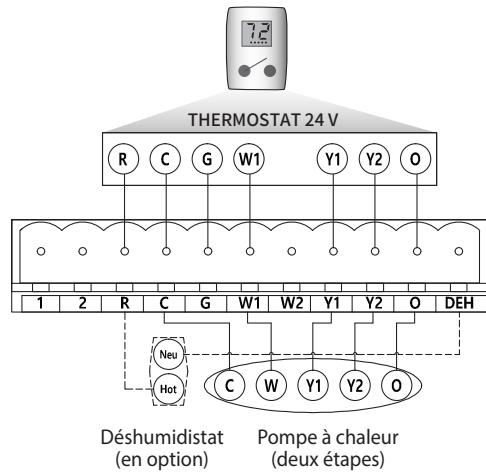 72
THERMOSTAT 24 V
R C G W1 Y1 Y2 O
1 2 R C G W1 W2 Y1 Y2 O DEH
Neu
Hot
C W Y1 Y2 O
Déshumidistat
(en option)
Pompe à chaleur
(deux étapes)